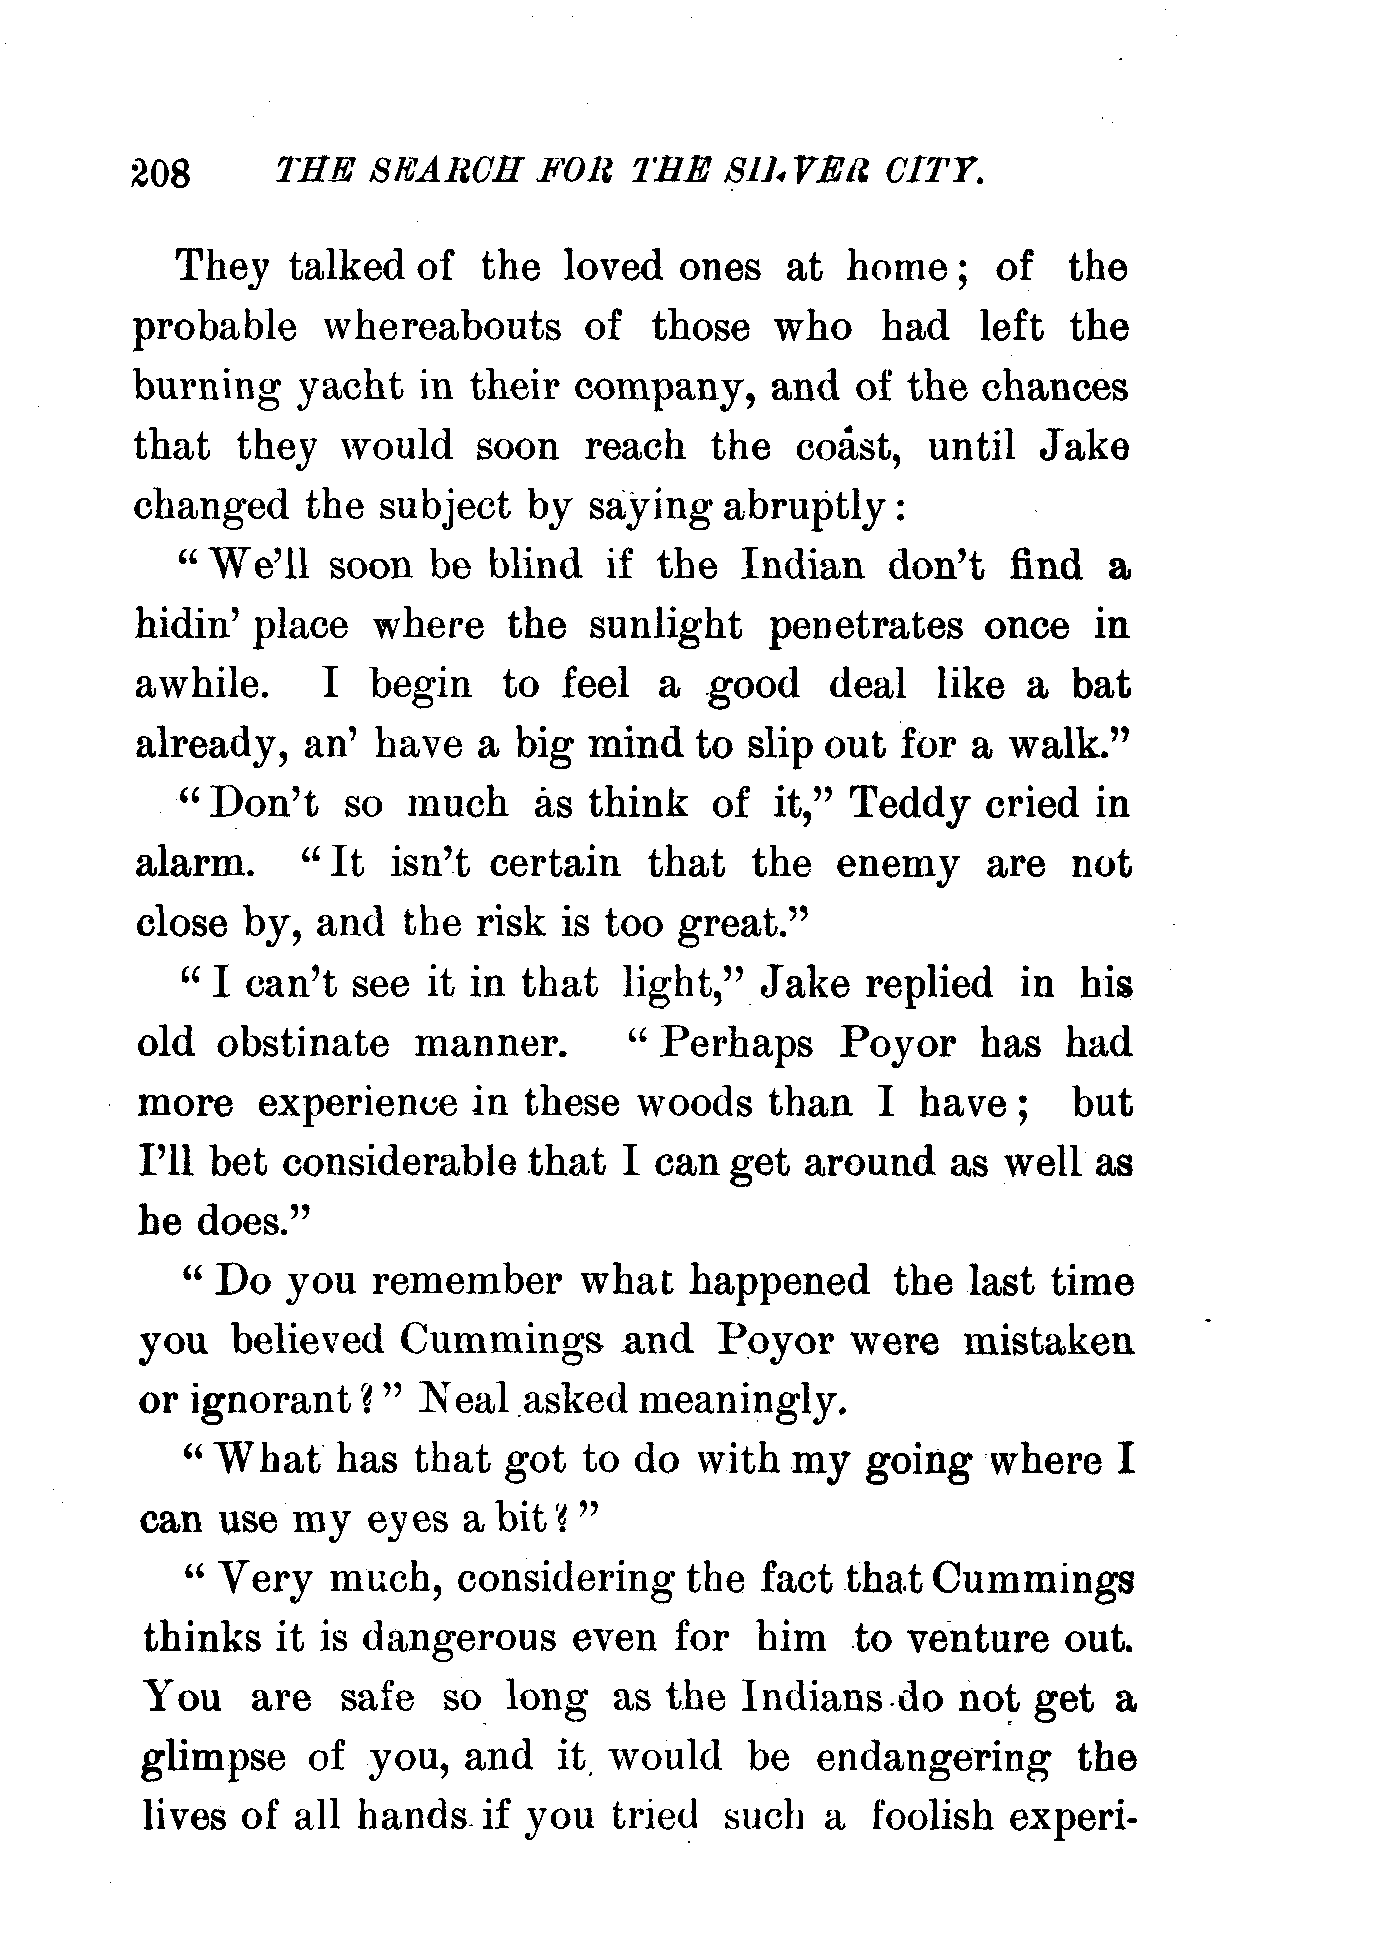 208 THE SEARCH FOR THE SILVER CITY.
They talked of the loved ones at home; of the
probable whereabouts of those who had left the
burning yacht in their company, and of the chances
that they would soon reach the coast, until Jake
changed the subject by saying abruptly:
"We'll soon be blind if the Indian don't find a
hidin' place where the sunlight penetrates once in
awhile. I begin to feel a good deal like a bat
already, an' have a big mind to slip out for a walk."
"Don't so much as think of it," Teddy cried in
alarm. "It isn't certain that the enemy are not
close by, and the risk is too great."
"I can't see it in that light," Jake replied in his
old obstinate manner. "Perhaps Poyor has had
more experience in these woods than I have; but
I'll bet considerable that I can get around as well as
he does."
"Do you remember what happened the last time
you believed Cummings and Poyor were mistaken
or ignorant?" Neal asked meaningly.
"What has that got to do with my going where I
can use my eyes a bit?"
"Very much, considering the fact that Cummings
thinks it is dangerous even for him to venture out.
You are safe so long as the Indians do not get a
glimpse of you, and it would be endangering the
lives of all hands if you tried such a foolish experi-